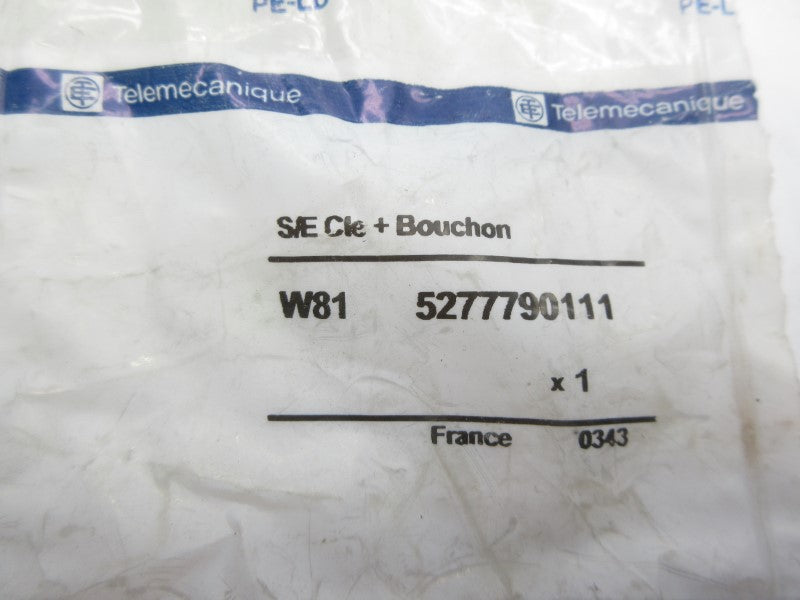 PE-LD PE-L
Telemecanique Telemecanique
S/E Cle + Bouchon
W81 5277790111
x 1
France 0343